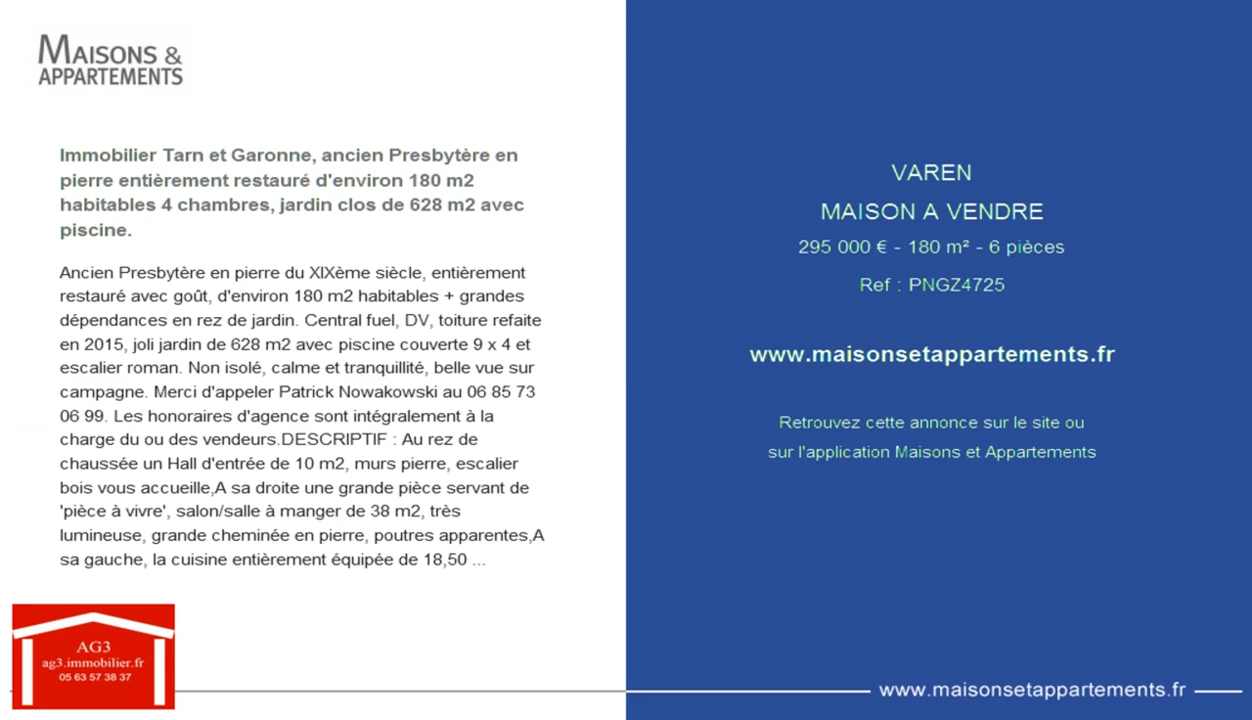 MAISONS &
APPARTEMENTS
Immobilier Tarn et Garonne, ancien Presbytère en
pierre entièrement restauré d'environ 180 m2
habitables 4 chambres, jardin clos de 628 m2 avec
piscine.
Ancien Presbytère en pierre du XIXème siècle, entièrement
restauré avec goût, d'environ 180 m2 habitables + grandes
dépendances en rez de jardin. Central fuel, DV, toiture refaite
en 2015, joli jardin de 628 m2 avec piscine couverte 9 x 4 et
escalier roman. Non isolé, calme et tranquillité, belle vue sur
campagne. Merci d'appeler Patrick Nowakowski au 06 85 73
06 99. Les honoraires d'agence sont intégralement à la
charge du ou des vendeurs.DESCRIPTIF : Au rez de
chaussée un Hall d'entrée de 10 m2, murs pierre, escalier
bois vous accueille,A sa droite une grande pièce servant de
'pièce à vivre', salon/salle à manger de 38 m2, très
lumineuse, grande cheminée en pierre, poutres apparentes,A
sa gauche, la cuisine entièrement équipée de 18,50 ...
AG3
ag3.immobilier.fr
05 63 57 38 37
VAREN
MAISON A VENDRE
295 000 € - 180 m² - 6 pièces
Ref : PNGZ4725
www.maisonsetappartements.fr
Retrouvez cette annonce sur le site ou
sur l'application Maisons et Appartements
www.maisonsetappartements.fr